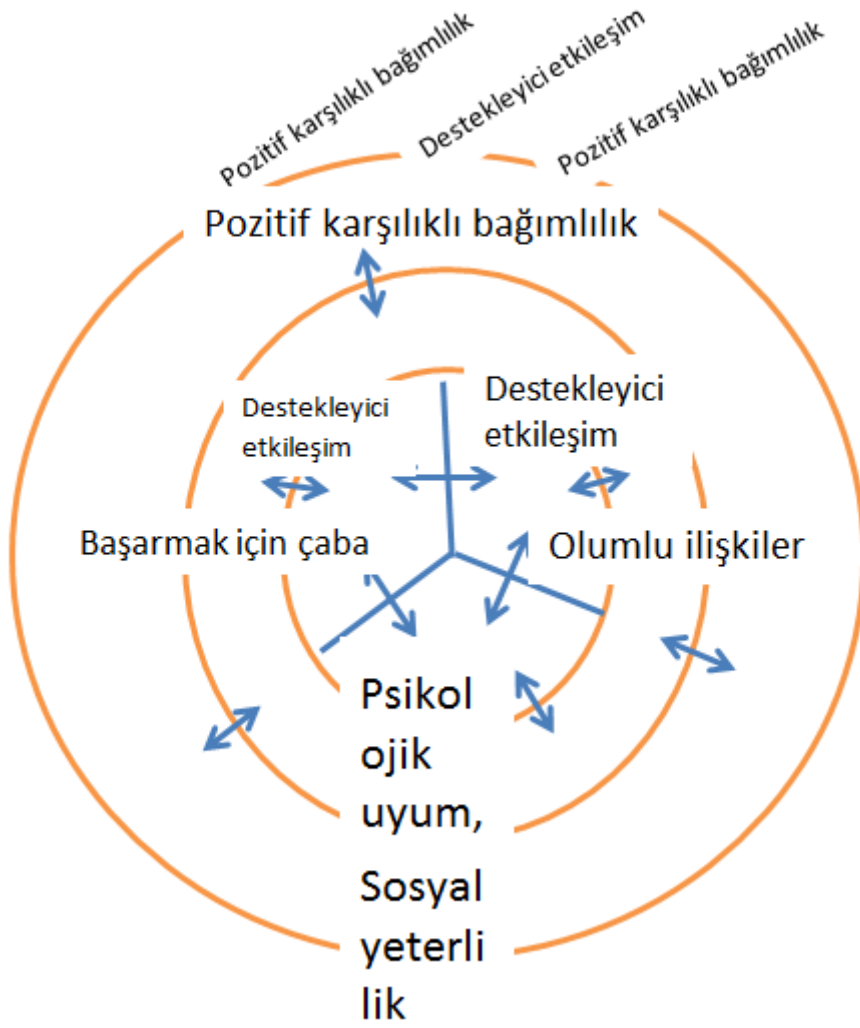 Pozitif karşılıklı bağımlılık
Destekleyici etkileşim
Pozitif karşılıklı bağımlılık
Pozitif karşılıklı bağımlılık
Destekleyici
etkileşim
Destekleyici
etkileşim
Başarmak için çaba
Olumlu ilişkiler
Psikol
ojik
uyum,
Sosyal
yeterli
lik